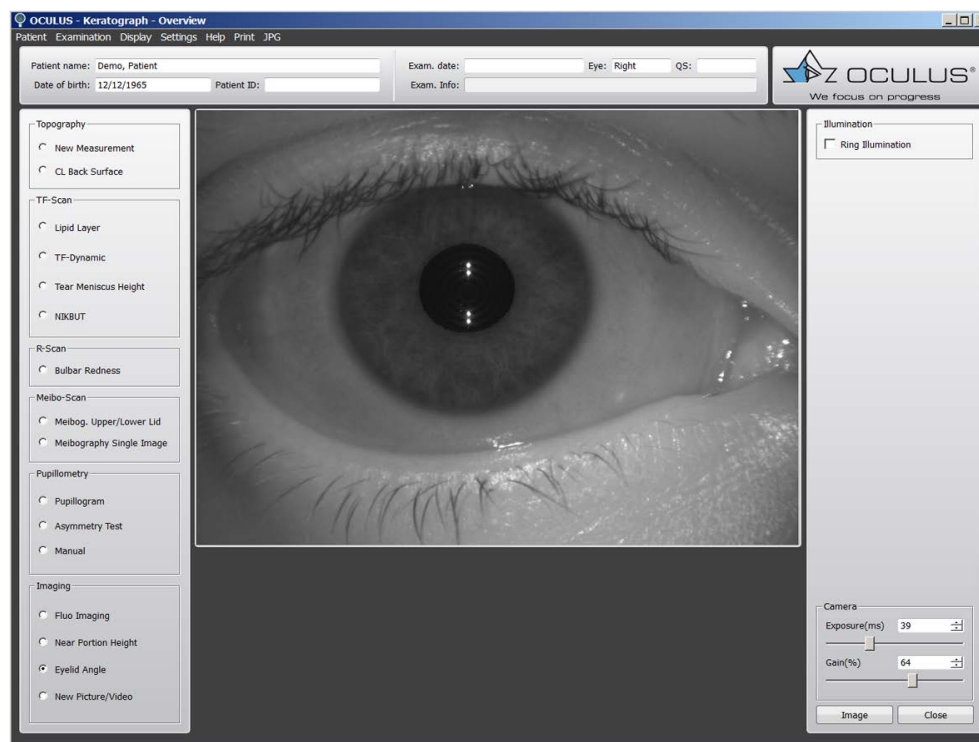 OCULUS - Keratograph - Overview
Patient Examination Display Settings Help Print JPG
Patient name: Demo, Patient
Date of birth: 12/12/1965 Patient ID:
Exam. date: Eye: Right QS:
Exam. Info:
OCULUS®
We focus on progress
Topography
New Measurement
CL Back Surface
TF-Scan
Lipid Layer
TF-Dynamic
Tear Meniscus Height
NIKBUT
R-Scan
Bulbar Redness
Meibo-Scan
Meibog. Upper/Lower Lid
Meibography Single Image
Pupillometry
Pupillogram
Asymmetry Test
Manual
Imaging
Fluo Imaging
Near Portion Height
Eyelid Angle
New Picture/Video
Illumination
Ring Illumination
Camera
Exposure(ms) 39
Gain(%) 64
Image Close